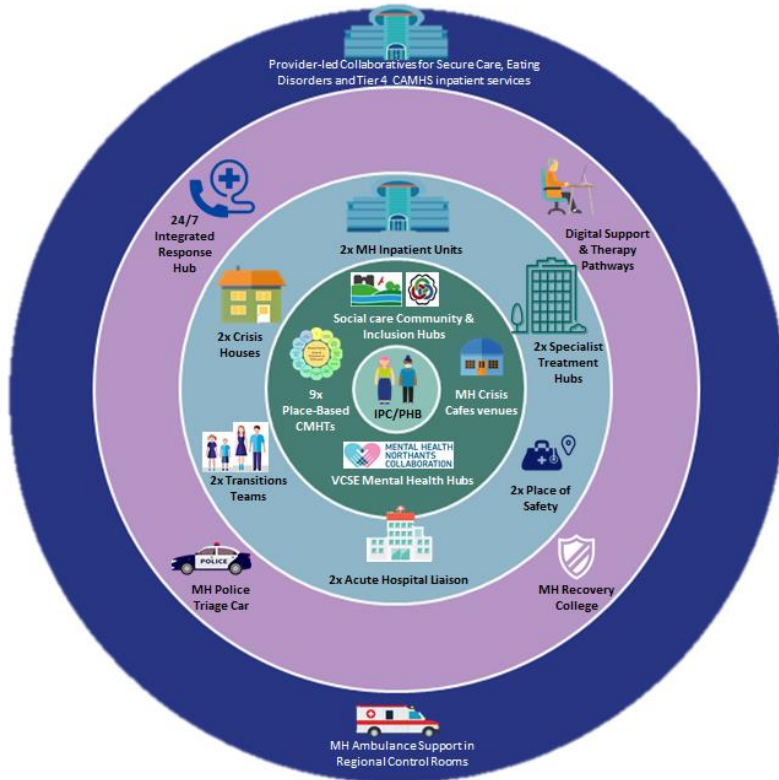 Provider-led Collaboratives for Secure Care, Eating
Disorders and Tier 4 CAMHS inpatient services
24/7
Integrated
Response
Hub
Digital Support
& Therapy
Pathways
2x MH Inpatient Units
2x Crisis
Houses
2x Specialist
Treatment
Hubs
Social care Community &
Inclusion Hubs
9x
Place-Based
CMHTs
IPC/PHB
MH Crisis
Cafes venues
MENTAL HEALTH
NORTHANTS
COLLABORATION
VCSE Mental Health Hubs
2x Transitions
Teams
2x Place of
Safety
2x Acute Hospital Liaison
POLICE
MH Police
Triage Car
MH Recovery
College
MH Ambulance Support in
Regional Control Rooms